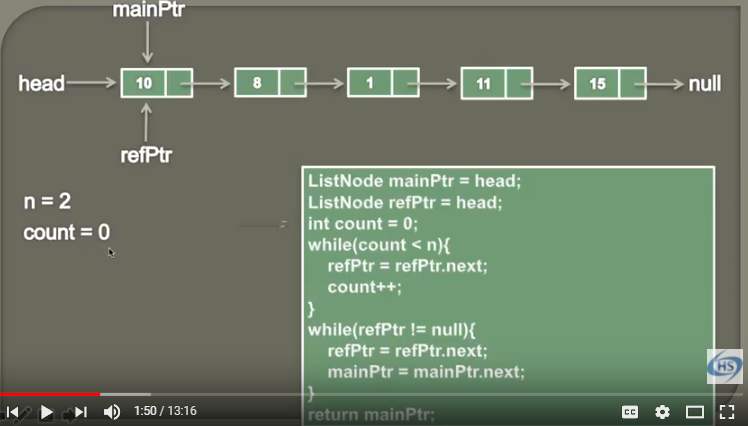 mainPtr
head 10 8 1 11 15 null
refPtr
n = 2
count = 0
ListNode mainPtr = head;
ListNode refPtr = head;
int count = 0;
while(count < n){
refPtr = refPtr.next;
count++;
}
while(refPtr != null){
refPtr = refPtr.next;
mainPtr = mainPtr.next;
}
return mainPtr;
HS
1:50 / 13:16
CC